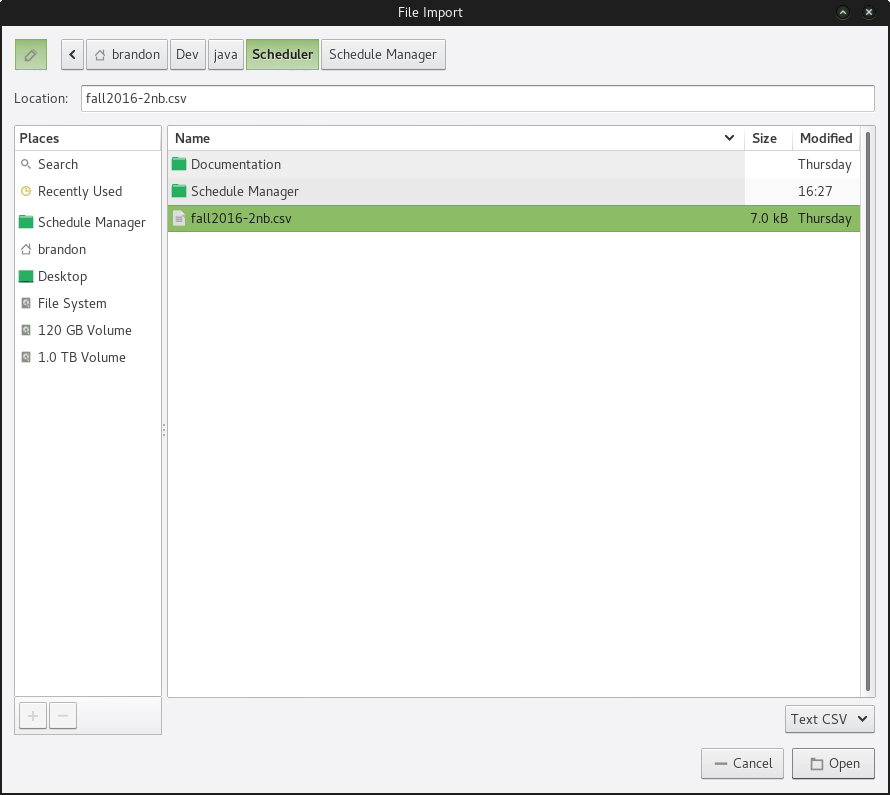 File Import
brandon Dev java Scheduler Schedule Manager
Location: fall2016-2nb.csv
Places
Search
Recently Used
Schedule Manager
brandon
Desktop
File System
120 GB Volume
1.0 TB Volume
Name Size Modified
Documentation Thursday
Schedule Manager 16:27
fall2016-2nb.csv 7.0 kB Thursday
Text CSV
Cancel Open